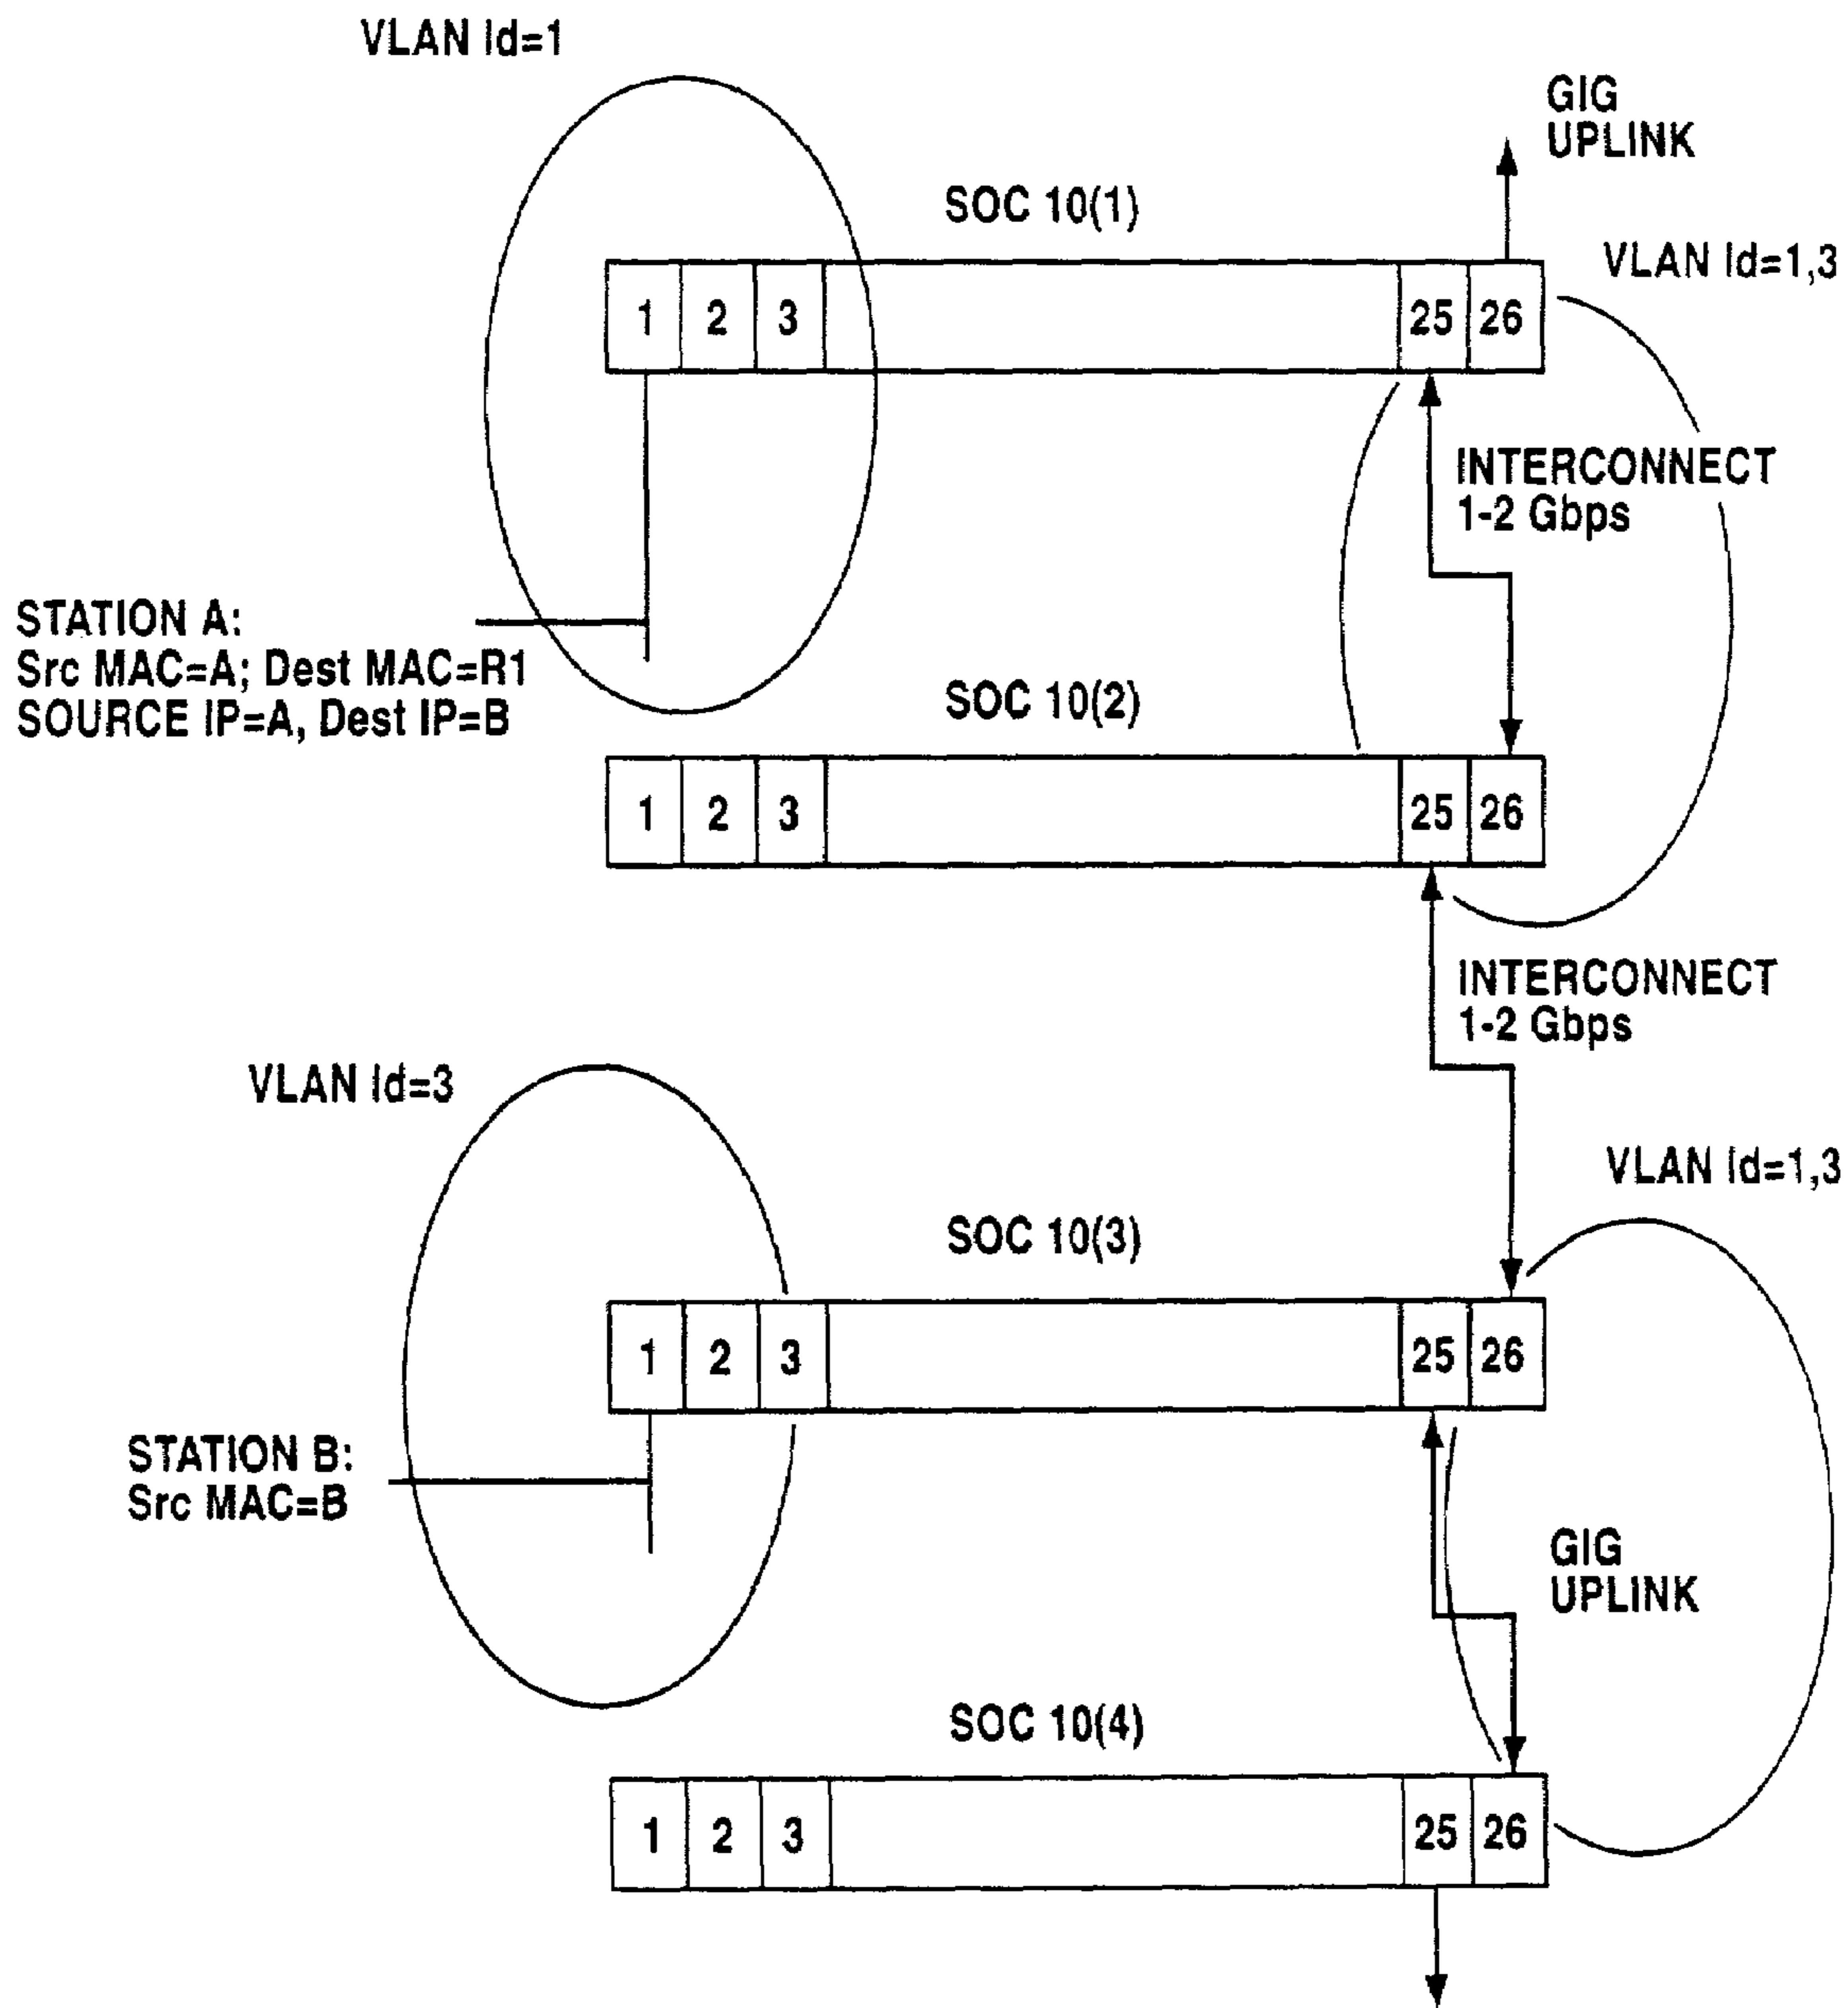 VLAN Id=1
GIG
UPLINK
SOC 10(1)
VLAN Id=1,3
1 2 3 25 26
INTERCONNECT
1-2 Gbps
STATION A:
Src MAC=A; Dest MAC=R1
SOURCE IP=A, Dest IP=B
SOC 10(2)
1 2 3 25 26
INTERCONNECT
1-2 Gbps
VLAN Id=3
VLAN Id=1,3
SOC 10(3)
1 2 3 25 26
STATION B:
Src MAC=B
GIG
UPLINK
SOC 10(4)
1 2 3 25 26